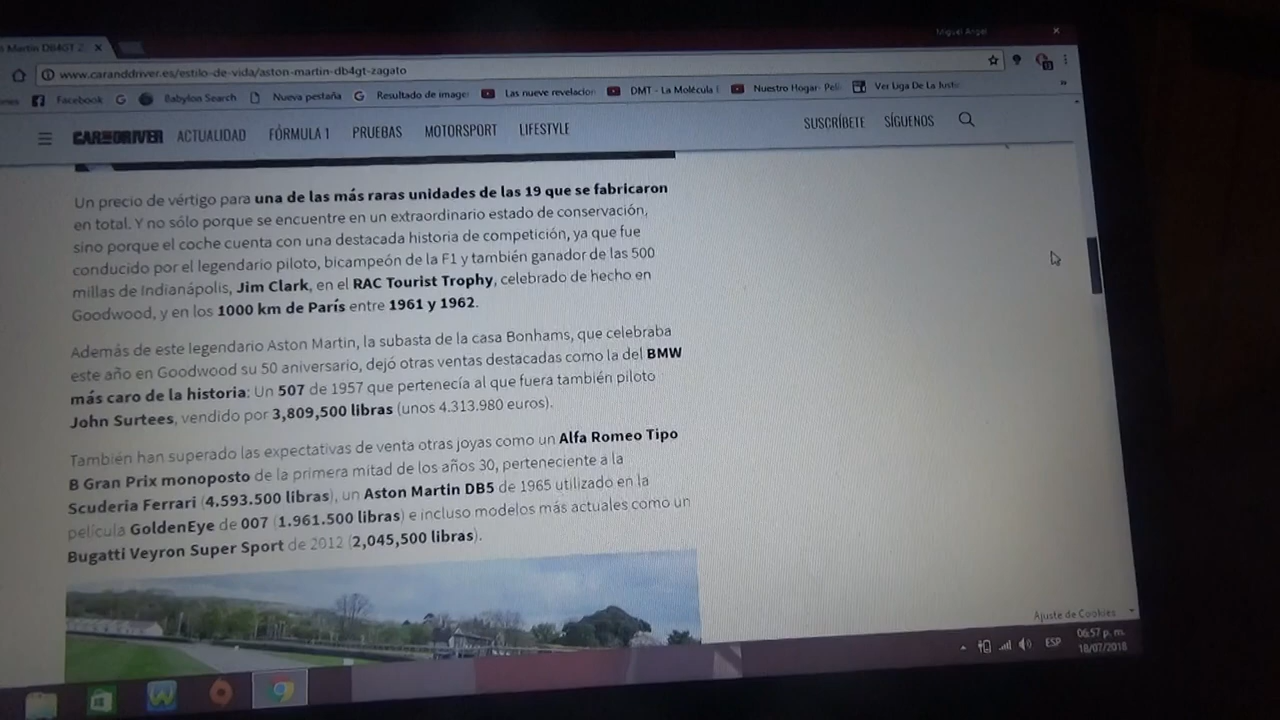 Martin DB4GT Z
Miguel Angel
www.caranddriver.es/estilo-de-vida/aston-martin-db4gt-zagato
Facebook
Babylon Search
Nueva pestaña
Resultado de image
Las nueve revelacion
DMT - La Molécula
Nuestro Hogar- Pelí
Ver Liga De La Justic
CAR AND DRIVER ACTUALIDAD FÓRMULA 1 PRUEBAS MOTORSPORT LIFESTYLE SUSCRÍBETE SÍGUENOS
Un precio de vértigo para una de las más raras unidades de las 19 que se fabricaron
en total. Y no sólo porque se encuentre en un extraordinario estado de conservación,
sino porque el coche cuenta con una destacada historia de competición, ya que fue
conducido por el legendario piloto, bicampeón de la F1 y también ganador de las 500
millas de Indianápolis, Jim Clark, en el RAC Tourist Trophy, celebrado de hecho en
Goodwood, y en los 1000 km de París entre 1961 y 1962.
Además de este legendario Aston Martin, la subasta de la casa Bonhams, que celebraba
este año en Goodwood su 50 aniversario, dejó otras ventas destacadas como la del BMW
más caro de la historia: Un 507 de 1957 que pertenecía al que fuera también piloto
John Surtees, vendido por 3,809,500 libras (unos 4.313.980 euros).
También han superado las expectativas de venta otras joyas como un Alfa Romeo Tipo
B Gran Prix monoposto de la primera mitad de los años 30, perteneciente a la
Scuderia Ferrari (4.593.500 libras), un Aston Martin DB5 de 1965 utilizado en la
película GoldenEye de 007 (1.961.500 libras) e incluso modelos más actuales como un
Bugatti Veyron Super Sport de 2012 (2,045,500 libras).
Ajuste de Cookies
ESP
06:57 p. m.
18/07/2018